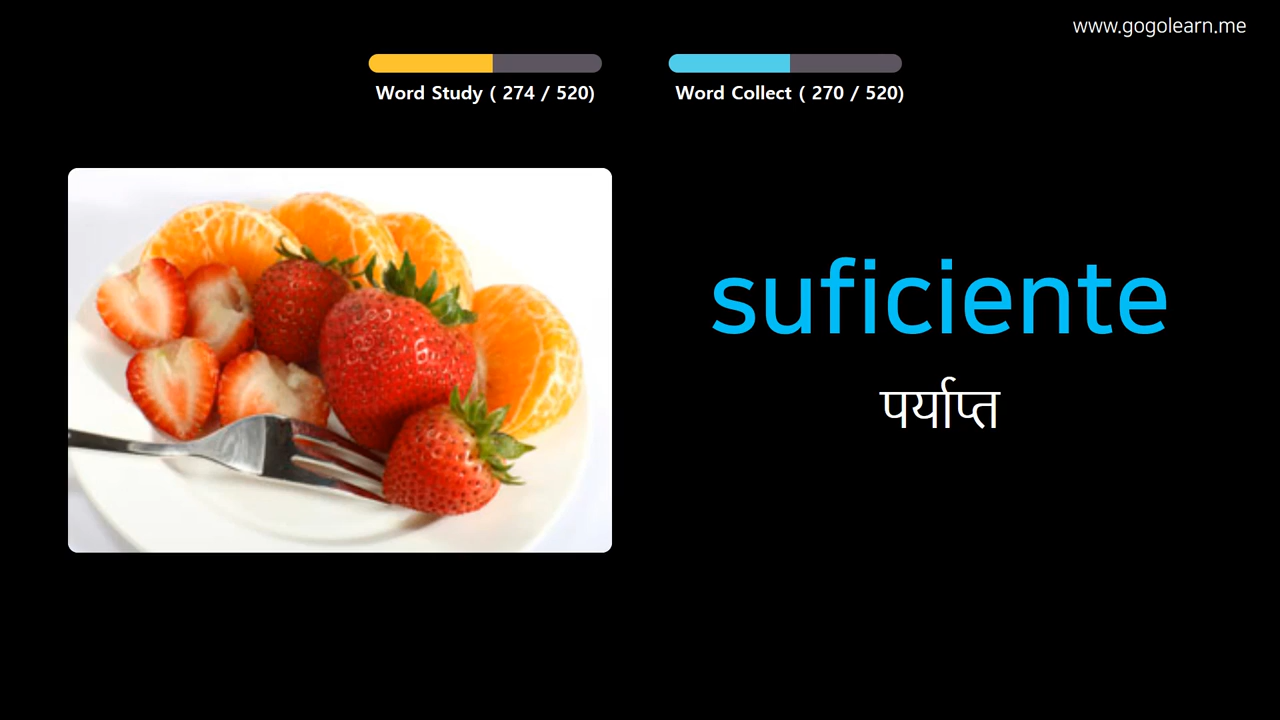 www.gogolearn.me
Word Study ( 274 / 520)
Word Collect ( 270 / 520)
suficiente
पर्याप्त